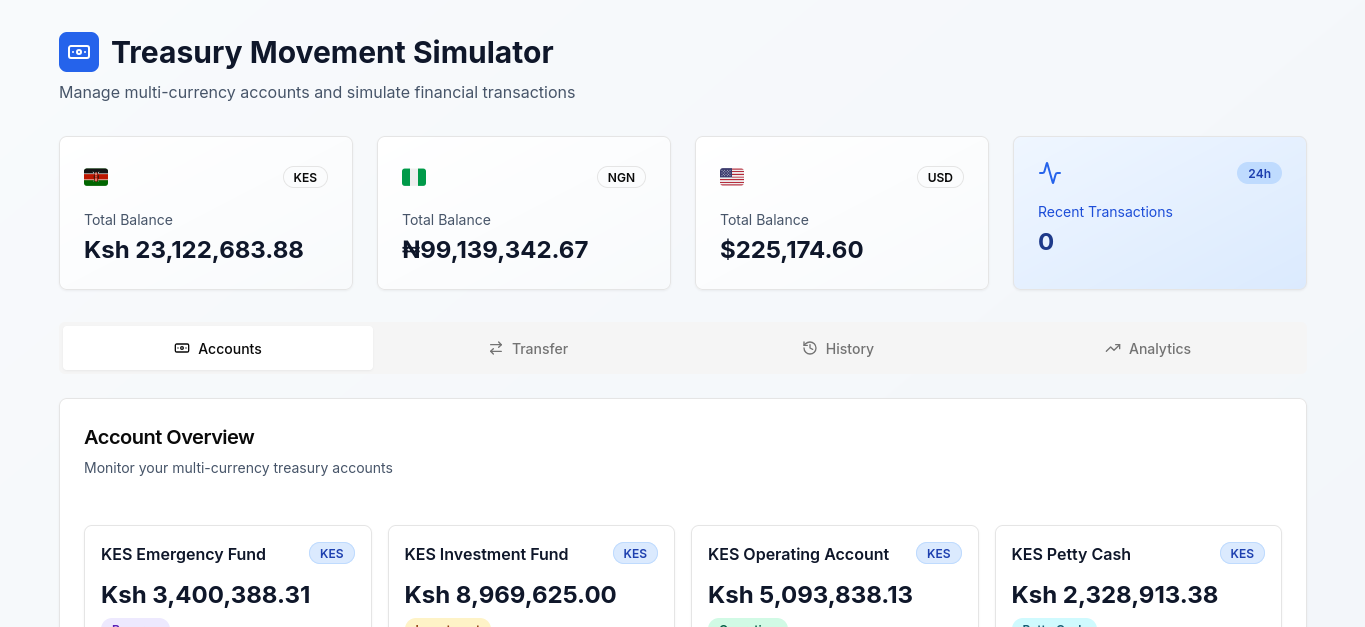 Treasury Movement Simulator
Manage multi-currency accounts and simulate financial transactions
KES
NGN
USD
24h
Total Balance
Total Balance
Total Balance
Recent Transactions
Ksh 23,122,683.88
₦99,139,342.67
$225,174.60
0
Accounts
Transfer
History
Analytics
Account Overview
Monitor your multi-currency treasury accounts
KES Emergency Fund
KES
KES Investment Fund
KES
KES Operating Account
KES
KES Petty Cash
KES
Ksh 3,400,388.31
Ksh 8,969,625.00
Ksh 5,093,838.13
Ksh 2,328,913.38